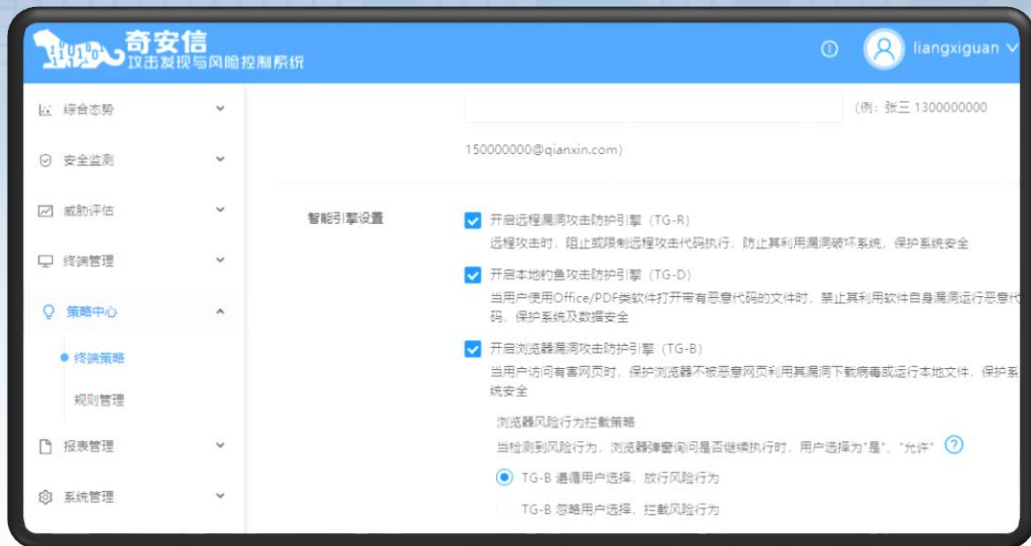 奇安信
攻击发现与风险控制系统
liangxiguan
综合态势
(例：张三 1300000000
150000000@qianxin.com)
安全监测
威胁评估
智能引擎设置
开启远程漏洞攻击防护引擎（TG-R）
远程攻击时，阻止或限制远程攻击代码执行，防止其利用漏洞破坏系统，保护系统安全
终端管理
开启本地钓鱼攻击防护引擎（TG-D）
当用户使用Office/PDF类软件打开带有恶意代码的文件时，禁止其利用软件自身漏洞运行恶意代
码，保护系统及数据安全
策略中心
终端策略
开启浏览器漏洞攻击防护引擎（TG-B）
当用户访问有害网页时，保护浏览器不被恶意网页利用其漏洞下载病毒或运行本地文件，保护系
统安全
规则管理
浏览器风险行为拦截策略
当检测到风险行为，浏览器弹窗询问是否继续执行时，用户选择为"是"、"允许"
报表管理
TG-B 遵循用户选择，放行风险行为
系统管理
TG-B 忽略用户选择，拦截风险行为